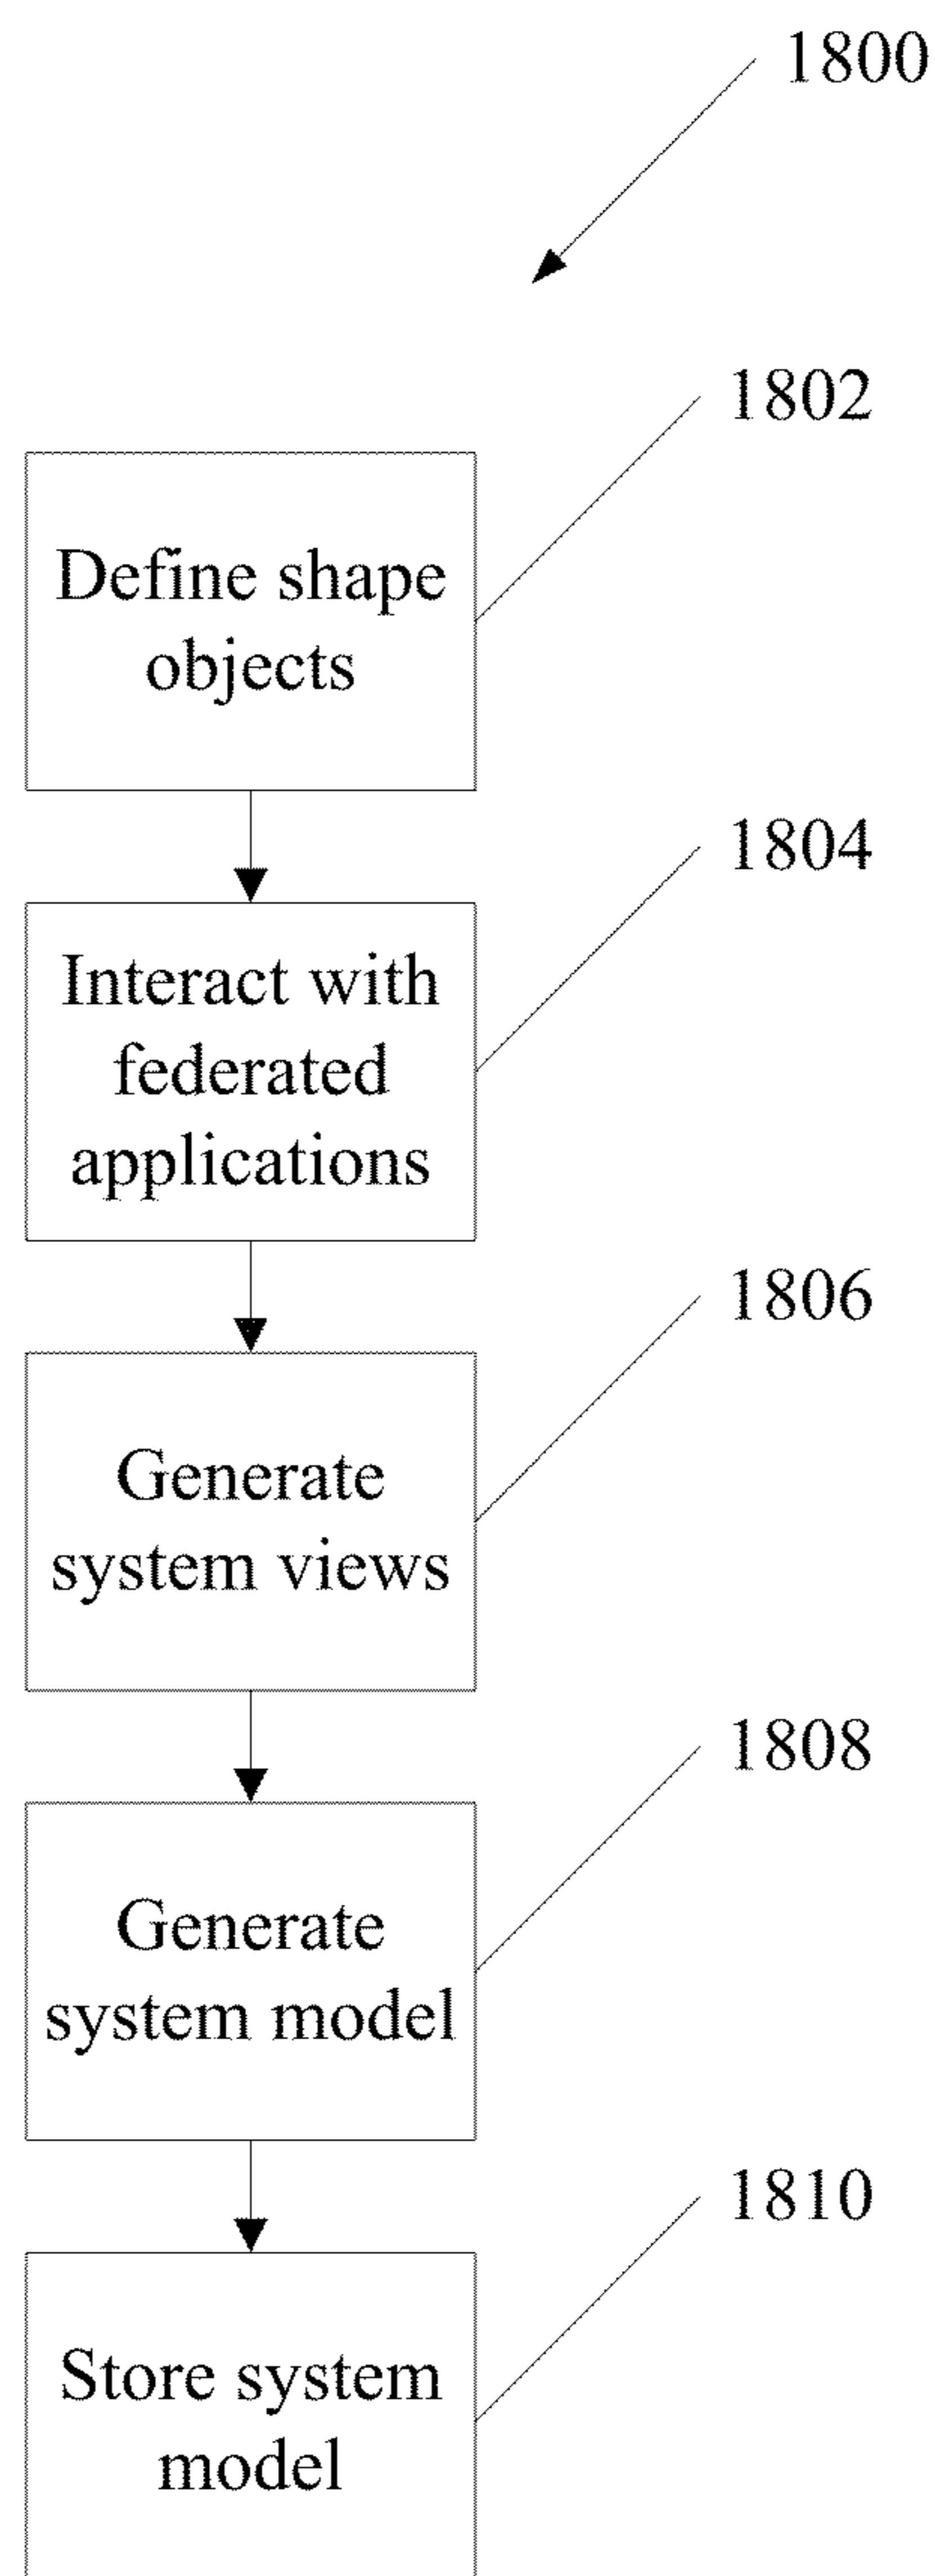 1800
1802
Define shape
objects
1804
Interact with
federated
applications
1806
Generate
system views
1808
Generate
system model
1810
Store system
model